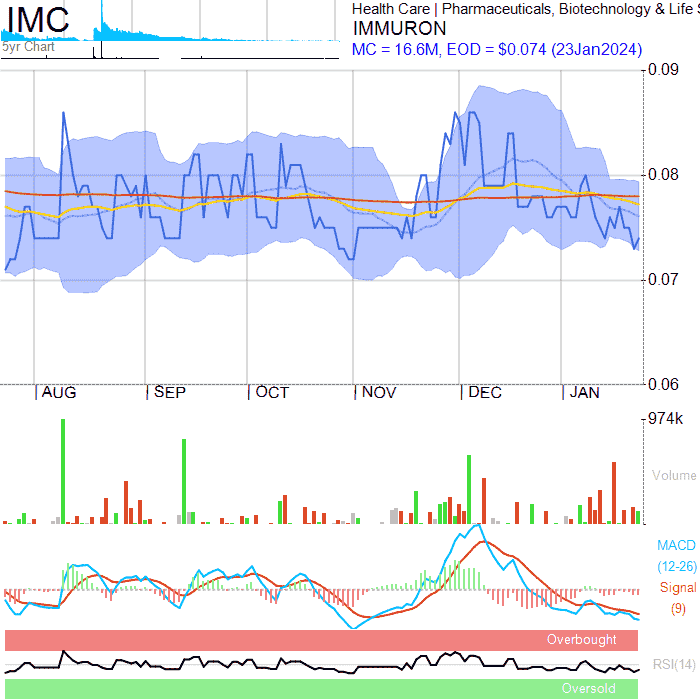 IMC
5yr Chart
Health Care | Pharmaceuticals, Biotechnology & Life S
IMMURON
MC = 16.6M, EOD = $0.074 (23Jan2024)
0.09
0.08
0.07
0.06
AUG SEP OCT NOV DEC JAN
974k
Volume
MACD
(12-26)
Signal
(9)
Overbought
RSI(14)
Oversold